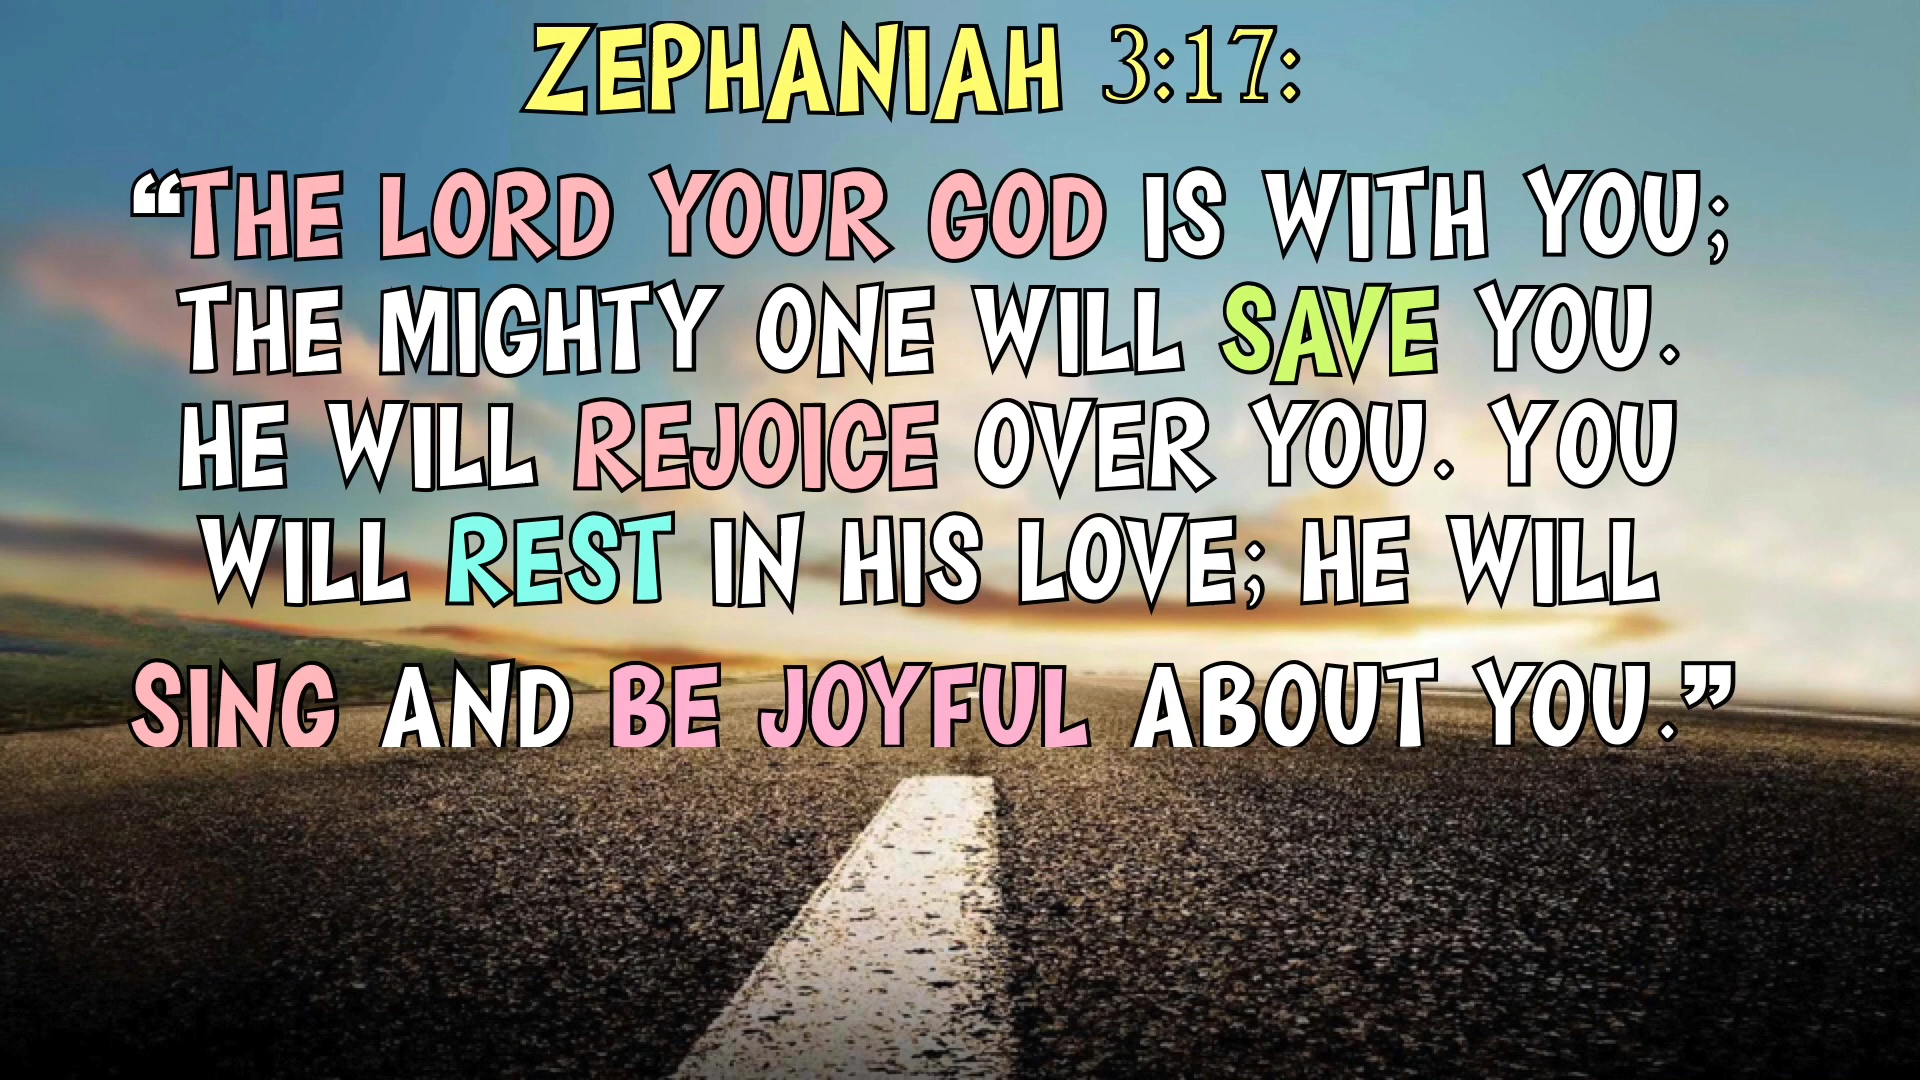 ZEPHANIAH 3:17:
“THE LORD YOUR GOD IS WITH YOU;
THE MIGHTY ONE WILL SAVE YOU.
HE WILL REJOICE OVER YOU. YOU
WILL REST IN HIS LOVE; HE WILL
SING AND BE JOYFUL ABOUT YOU.”